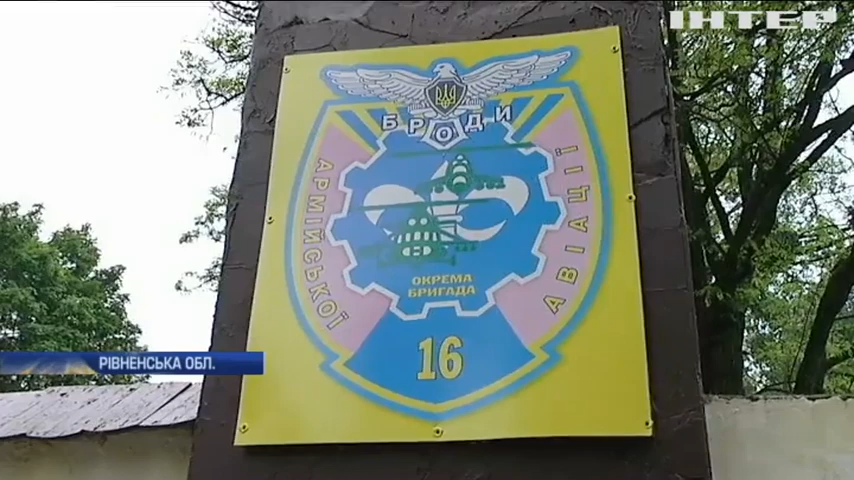 ІНТЕР
БРОДИ
АРМІЙСЬКОЇ
АВІАЦІЇ
ОКРЕМА
БРИГАДА
16
РІВНЕНСЬКА ОБЛ.